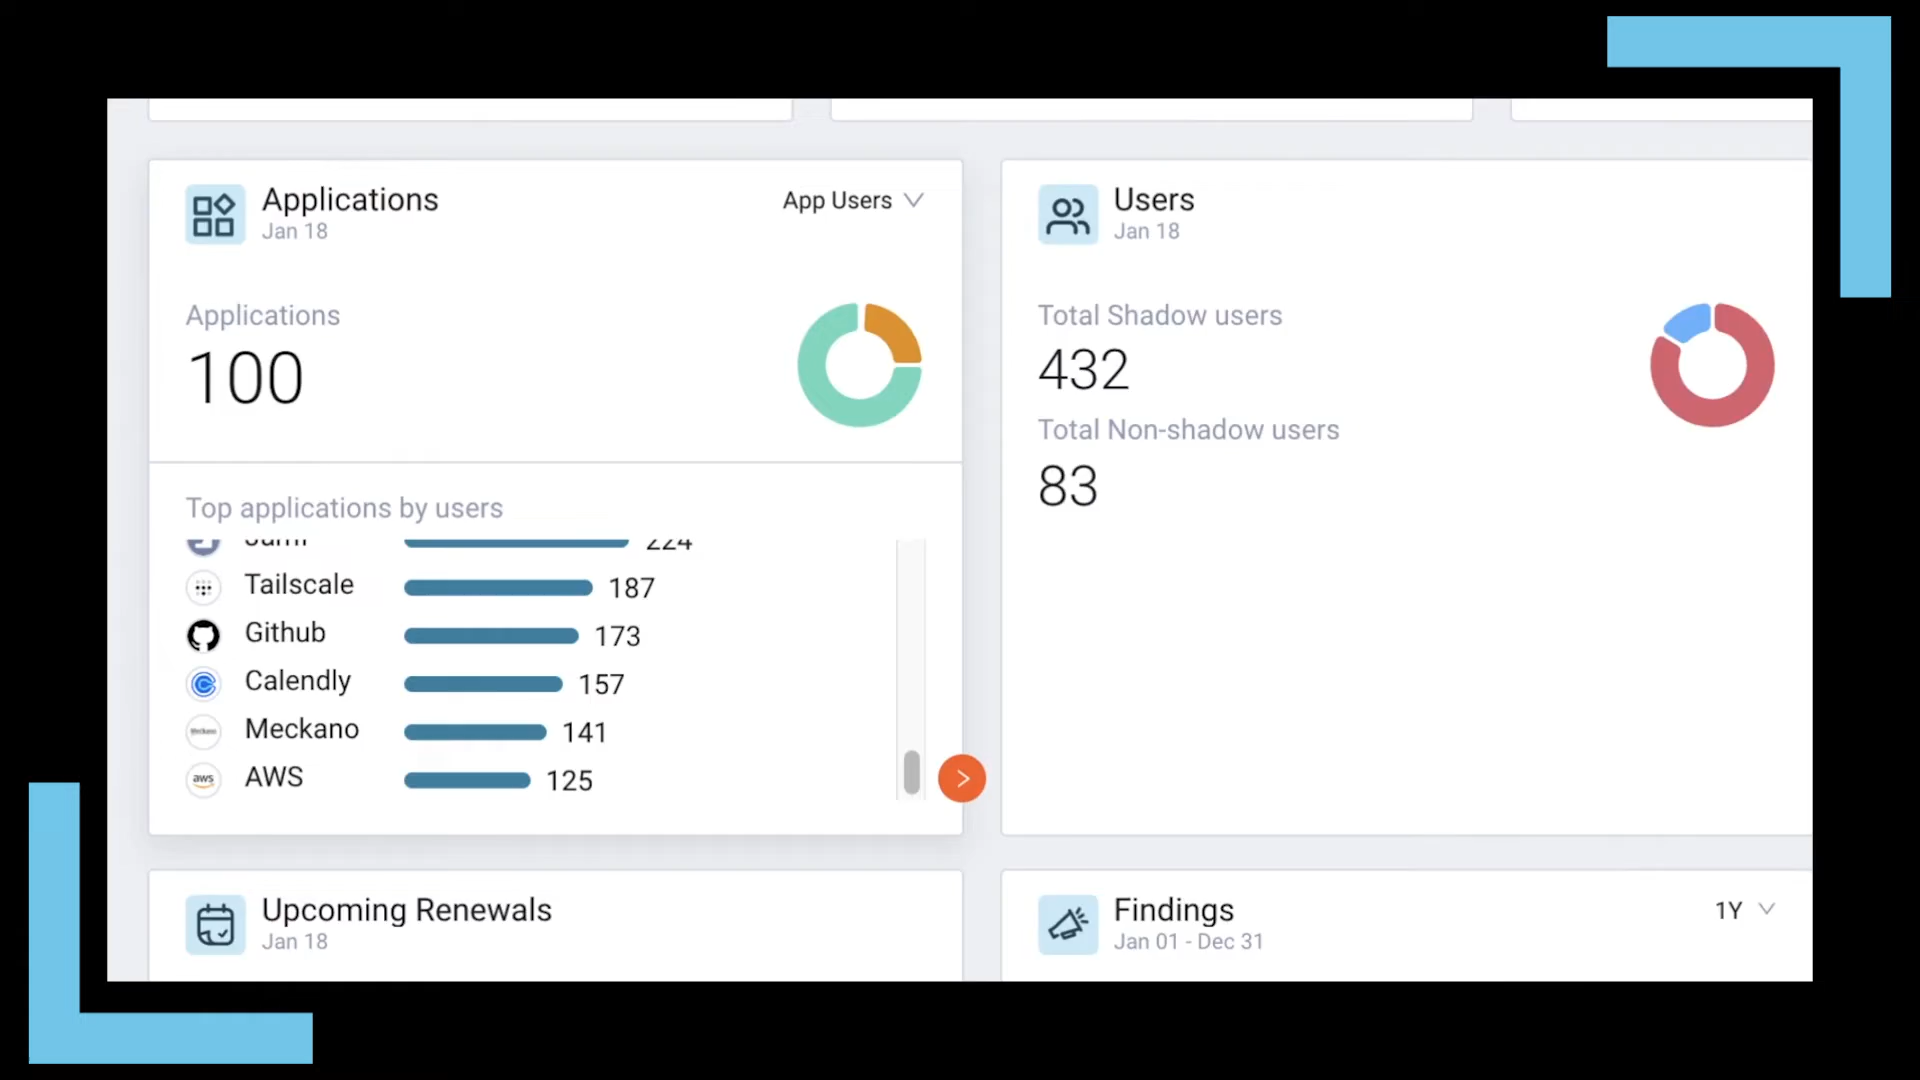 Applications
Jan 18
App Users
Applications
100
Top applications by users
224
Tailscale 187
Github 173
Calendly 157
Meckano 141
aws AWS 125
Users
Jan 18
Total Shadow users
432
Total Non-shadow users
83
Upcoming Renewals
Jan 18
Findings
Jan 01 - Dec 31
1Y